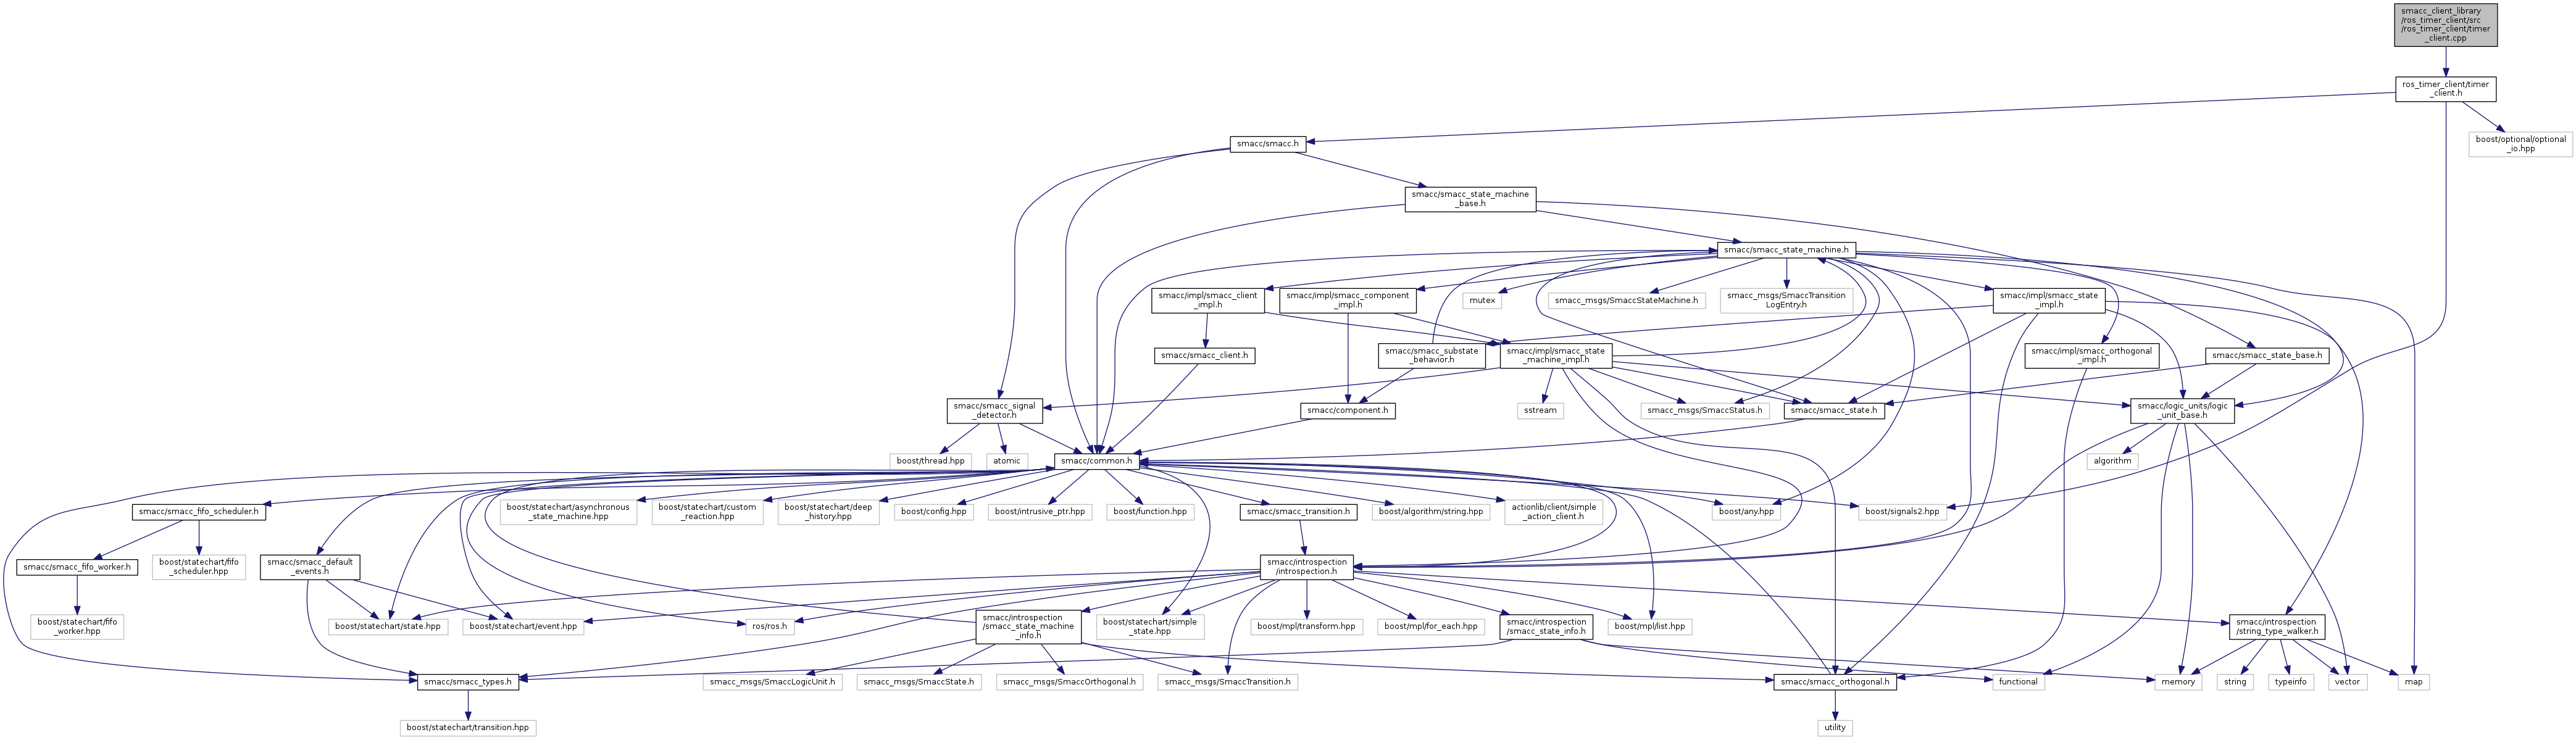 smacc_client_library
/ros_timer_client/src
/ros_timer_client/timer
_client.cpp
ros_timer_client/timer
_client.h
smacc/smacc.h
boost/optional/optional
_io.hpp
smacc/smacc_state_machine
_base.h
smacc/smacc_state_machine.h
smacc/impl/smacc_client
_impl.h
smacc/impl/smacc_component
_impl.h
mutex
smacc_msgs/SmaccStateMachine.h
smacc_msgs/SmaccTransition
LogEntry.h
smacc/impl/smacc_state
_impl.h
smacc/smacc_client.h
smacc/smacc_substate
_behavior.h
smacc/impl/smacc_state
_machine_impl.h
smacc/impl/smacc_orthogonal
_impl.h
smacc/smacc_state_base.h
smacc/smacc_signal
_detector.h
smacc/component.h
sstream
smacc_msgs/SmaccStatus.h
smacc/smacc_state.h
smacc/logic_units/logic
_unit_base.h
boost/thread.hpp
atomic
smacc/common.h
algorithm
smacc/smacc_fifo_scheduler.h
boost/statechart/asynchronous
_state_machine.hpp
boost/statechart/custom
_reaction.hpp
boost/statechart/deep
_history.hpp
boost/config.hpp
boost/intrusive_ptr.hpp
boost/function.hpp
smacc/smacc_transition.h
boost/algorithm/string.hpp
actionlib/client/simple
_action_client.h
boost/any.hpp
boost/signals2.hpp
smacc/smacc_fifo_worker.h
boost/statechart/fifo
_scheduler.hpp
smacc/smacc_default
_events.h
smacc/introspection
/introspection.h
boost/statechart/fifo
_worker.hpp
boost/statechart/state.hpp
boost/statechart/event.hpp
ros/ros.h
smacc/introspection
/smacc_state_machine
_info.h
boost/statechart/simple
_state.hpp
boost/mpl/transform.hpp
boost/mpl/for_each.hpp
smacc/introspection
/smacc_state_info.h
boost/mpl/list.hpp
smacc/introspection
/string_type_walker.h
smacc/smacc_types.h
smacc_msgs/SmaccLogicUnit.h
smacc_msgs/SmaccState.h
smacc_msgs/SmaccOrthogonal.h
smacc_msgs/SmaccTransition.h
smacc/smacc_orthogonal.h
functional
memory
string
typeinfo
vector
map
boost/statechart/transition.hpp
utility